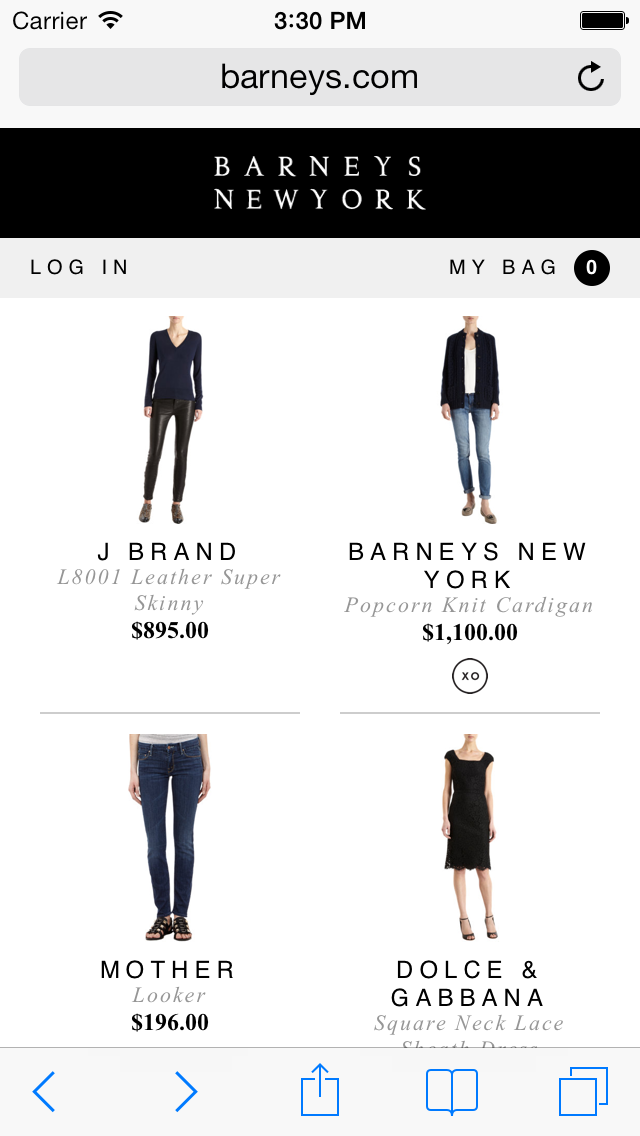 Carrier 3:30 PM
barneys.com
BARNEYS
NEWYORK
LOG IN MY BAG 0
J BRAND
L8001 Leather Super
Skinny
$895.00
BARNEYS NEW
YORK
Popcorn Knit Cardigan
$1,100.00
XO
MOTHER
Looker
$196.00
DOLCE &
GABBANA
Square Neck Lace
Sheath Dress